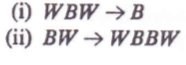 (i) WBW → B
(ii) BW → WBBW